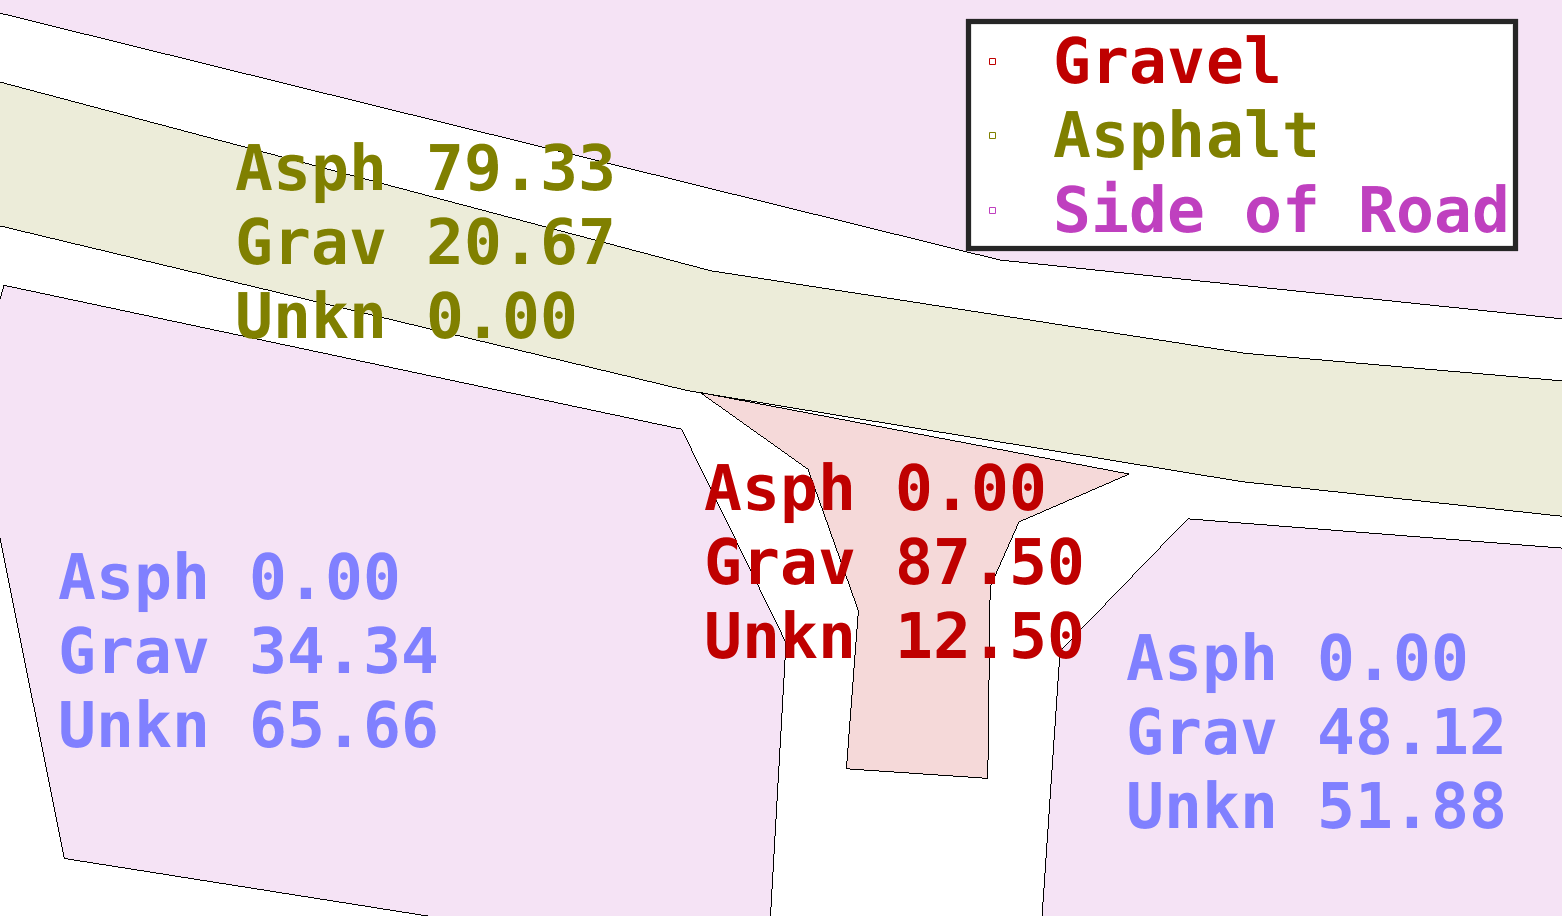 Gravel
Asphalt
Side of Road
Asph 79.33
Grav 20.67
Unkn 0.00
Asph 0.00
Grav 87.50
Unkn 12.50
Asph 0.00
Grav 34.34
Unkn 65.66
Asph 0.00
Grav 48.12
Unkn 51.88